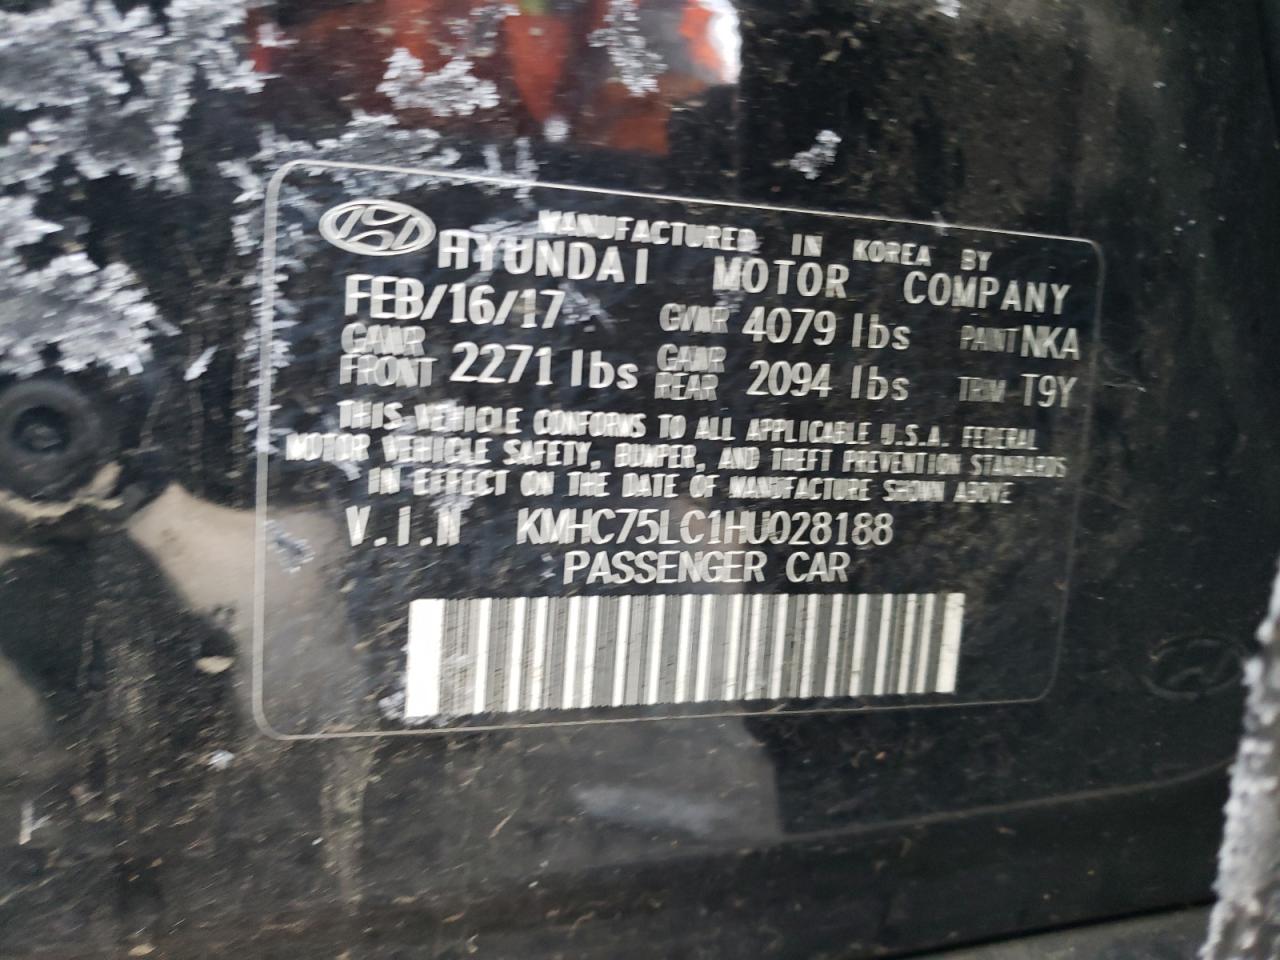 MANUFACTURED IN KOREA BY
HYUNDAI MOTOR COMPANY
FEB/16/17 GVWR 4079 lbs PAINT NKA
GAWR FRONT 2271 lbs GAWR REAR 2094 lbs TRIM T9Y
THIS VEHICLE CONFORMS TO ALL APPLICABLE U.S.A. FEDERAL
MOTOR VEHICLE SAFETY, BUMPER, AND THEFT PREVENTION STANDARDS
IN EFFECT ON THE DATE OF MANUFACTURE SHOWN ABOVE
V.I.N KMHC75LC1HU028188
PASSENGER CAR